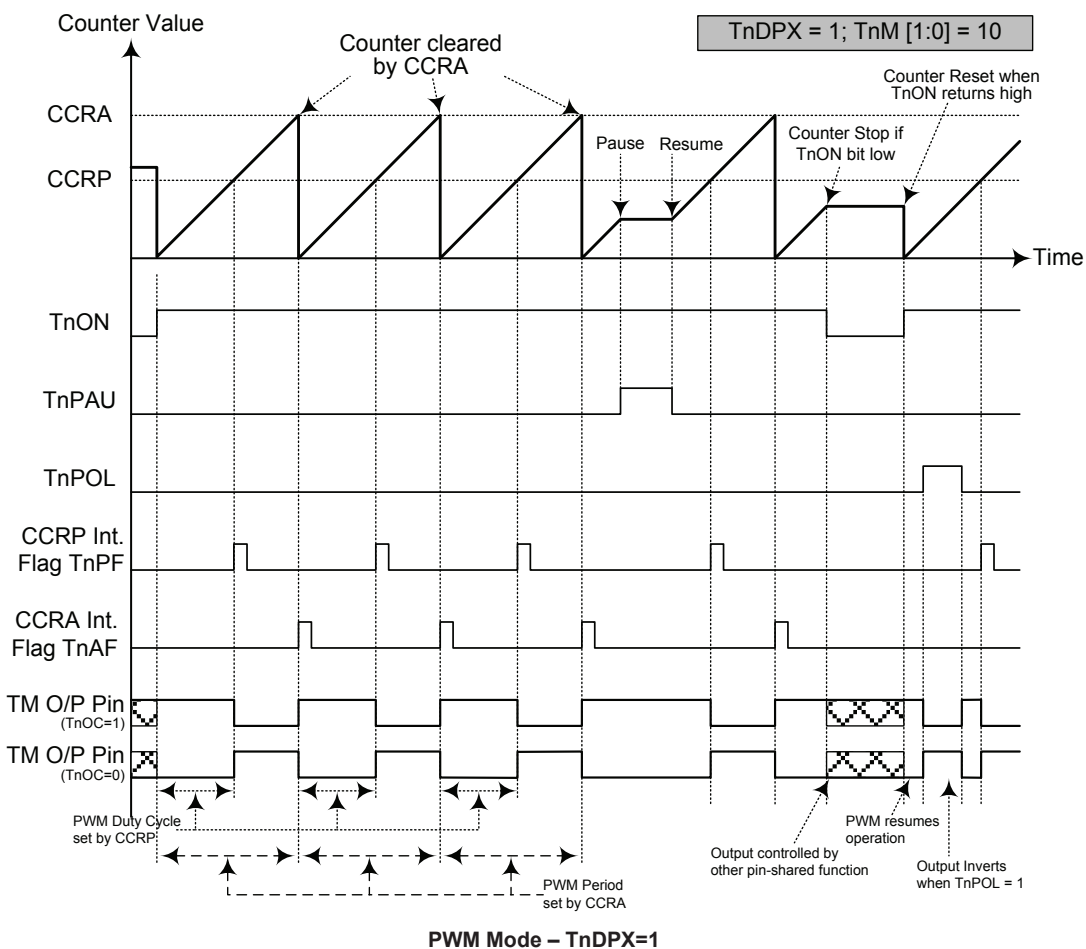 Counter Value
TnDPX = 1; TnM [1:0] = 10
Counter cleared
by CCRA
Counter Reset when
TnON returns high
CCRA
Counter Stop if
TnON bit low
Pause
Resume
CCRP
Time
TnON
TnPAU
TnPOL
CCRP Int.
Flag TnPF
CCRA Int.
Flag TnAF
TM O/P Pin
(TnOC=1)
TM O/P Pin
(TnOC=0)
PWM Duty Cycle
set by CCRP
PWM resumes
operation
Output controlled by
other pin-shared function
Output Inverts
when TnPOL = 1
PWM Period
set by CCRA
PWM Mode – TnDPX=1